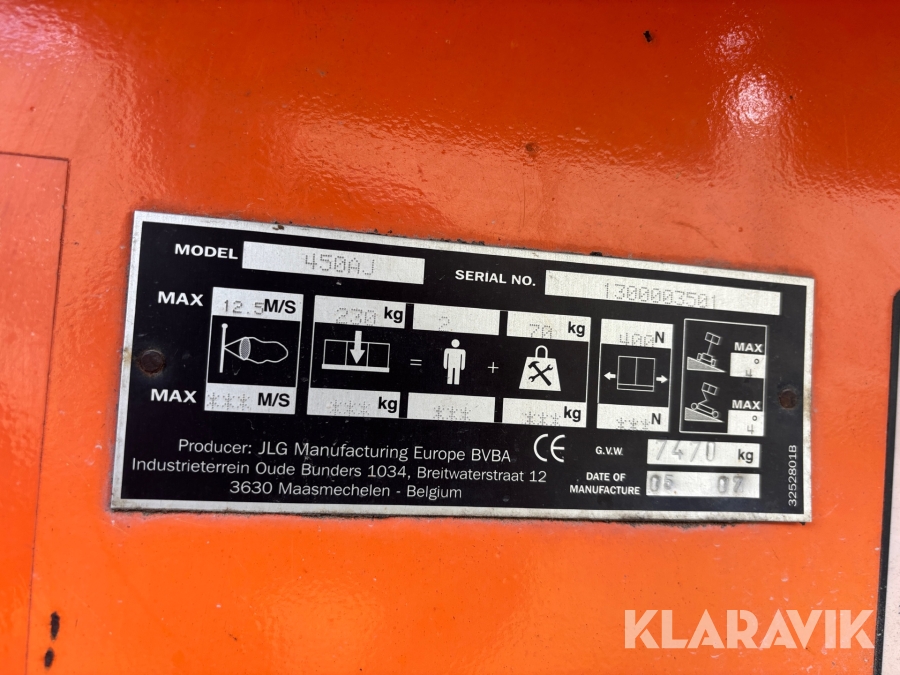 KLARAVIK
MODEL 450AJ SERIAL NO. 1300003501
MAX 12.5 M/S 230 kg 2 70 kg 400 N MAX 4°
= +
MAX *** M/S *** kg *** *** kg *** N MAX 4°
Producer: JLG Manufacturing Europe BVBA CE G.V.W. 7470 kg
Industrieterrein Oude Bunders 1034, Breitwaterstraat 12
3630 Maasmechelen - Belgium
DATE OF MANUFACTURE 06 07
3252801B
KLARAVIK